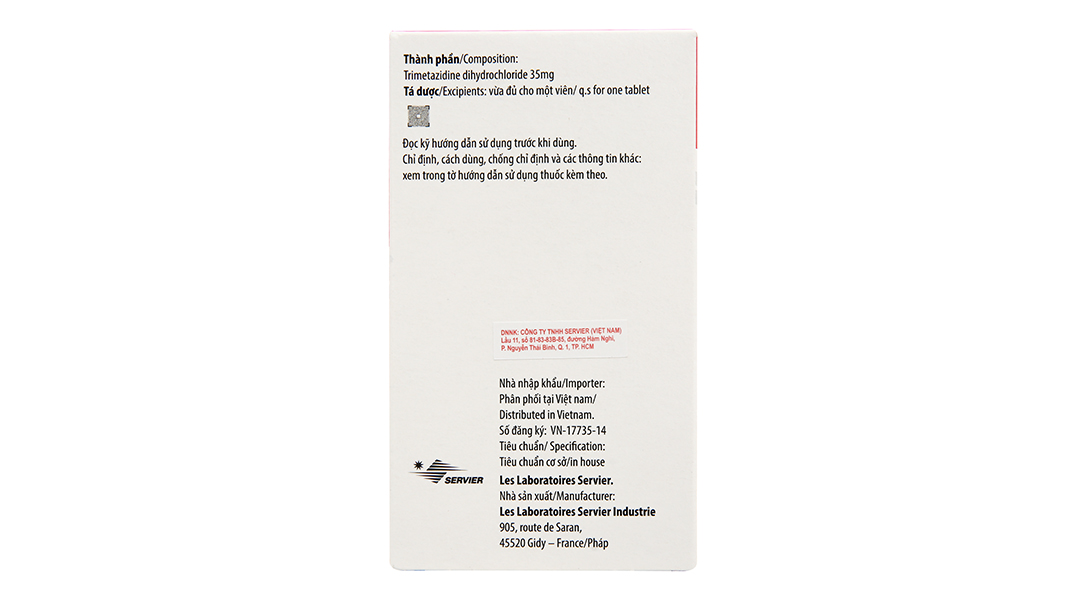 Thành phần/Composition:
Trimetazidine dihydrochloride 35mg
Tá dược/Excipients: vừa đủ cho một viên/ q.s for one tablet
Đọc kỹ hướng dẫn sử dụng trước khi dùng.
Chỉ định, cách dùng, chống chỉ định và các thông tin khác:
xem trong tờ hướng dẫn sử dụng thuốc kèm theo.
DNNK: CÔNG TY TNHH SERVIER (VIỆT NAM)
Lầu 11, số 81-83-83B-85, đường Hàm Nghi,
P. Nguyễn Thái Bình, Q. 1, TP. HCM
Nhà nhập khẩu/Importer:
Phân phối tại Việt nam/
Distributed in Vietnam.
Số đăng ký: VN-17735-14
Tiêu chuẩn/ Specification:
Tiêu chuẩn cơ sở/in house
SERVIER
Les Laboratoires Servier.
Nhà sản xuất/Manufacturer:
Les Laboratoires Servier Industrie
905, route de Saran,
45520 Gidy – France/Pháp